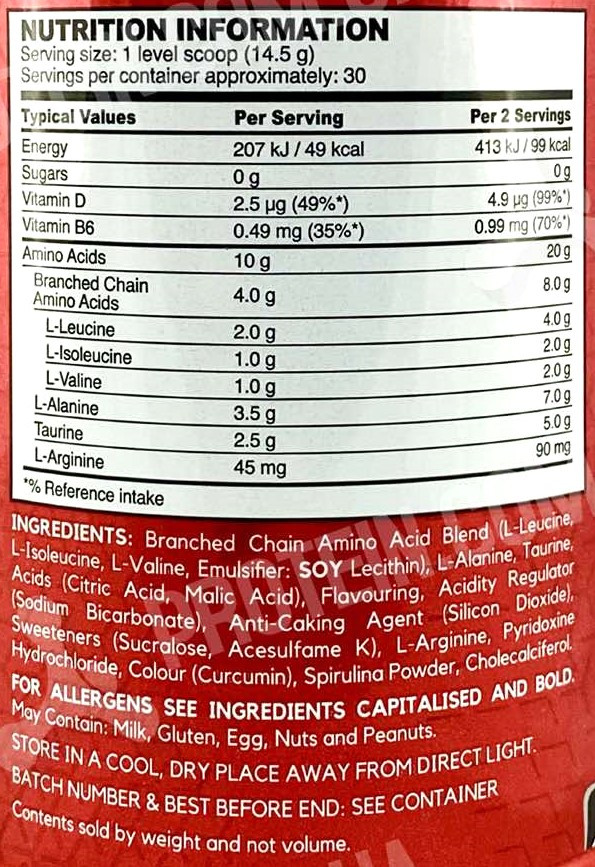 NUTRITION INFORMATION
Serving size: 1 level scoop (14.5 g)
Servings per container approximately: 30
Typical Values Per Serving Per 2 Servings
Energy 207 kJ / 49 kcal 413 kJ / 99 kcal
Sugars 0 g 0 g
Vitamin D 2.5 µg (49%*) 4.9 µg (99%*)
Vitamin B6 0.49 mg (35%*) 0.99 mg (70%*)
Amino Acids 10 g 20 g
Branched Chain
Amino Acids 4.0 g 8.0 g
L-Leucine 2.0 g 4.0 g
L-Isoleucine 1.0 g 2.0 g
L-Valine 1.0 g 2.0 g
L-Alanine 3.5 g 7.0 g
Taurine 2.5 g 5.0 g
L-Arginine 45 mg 90 mg
*% Reference intake
INGREDIENTS: Branched Chain Amino Acid Blend (L-Leucine,
L-Isoleucine, L-Valine, Emulsifier: SOY Lecithin), L-Alanine, Taurine,
Acids (Citric Acid, Malic Acid), Flavouring, Acidity Regulator
(Sodium Bicarbonate), Anti-Caking Agent (Silicon Dioxide),
Sweeteners (Sucralose, Acesulfame K), L-Arginine, Pyridoxine
Hydrochloride, Colour (Curcumin), Spirulina Powder, Cholecalciferol.
FOR ALLERGENS SEE INGREDIENTS CAPITALISED AND BOLD.
May Contain: Milk, Gluten, Egg, Nuts and Peanuts.
STORE IN A COOL, DRY PLACE AWAY FROM DIRECT LIGHT.
BATCH NUMBER & BEST BEFORE END: SEE CONTAINER
Contents sold by weight and not volume.